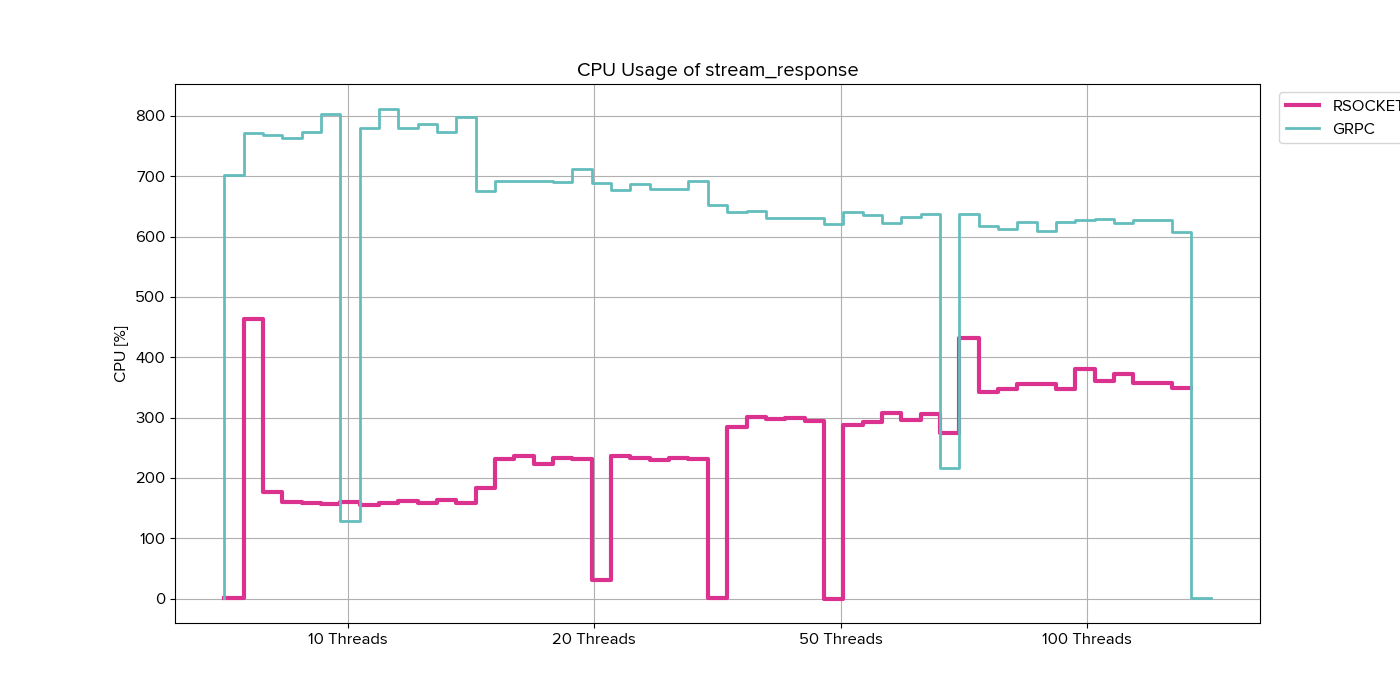 CPU Usage of stream_response
RSOCKET
GRPC
CPU [%]
800
700
600
500
400
300
200
100
0
10 Threads
20 Threads
50 Threads
100 Threads